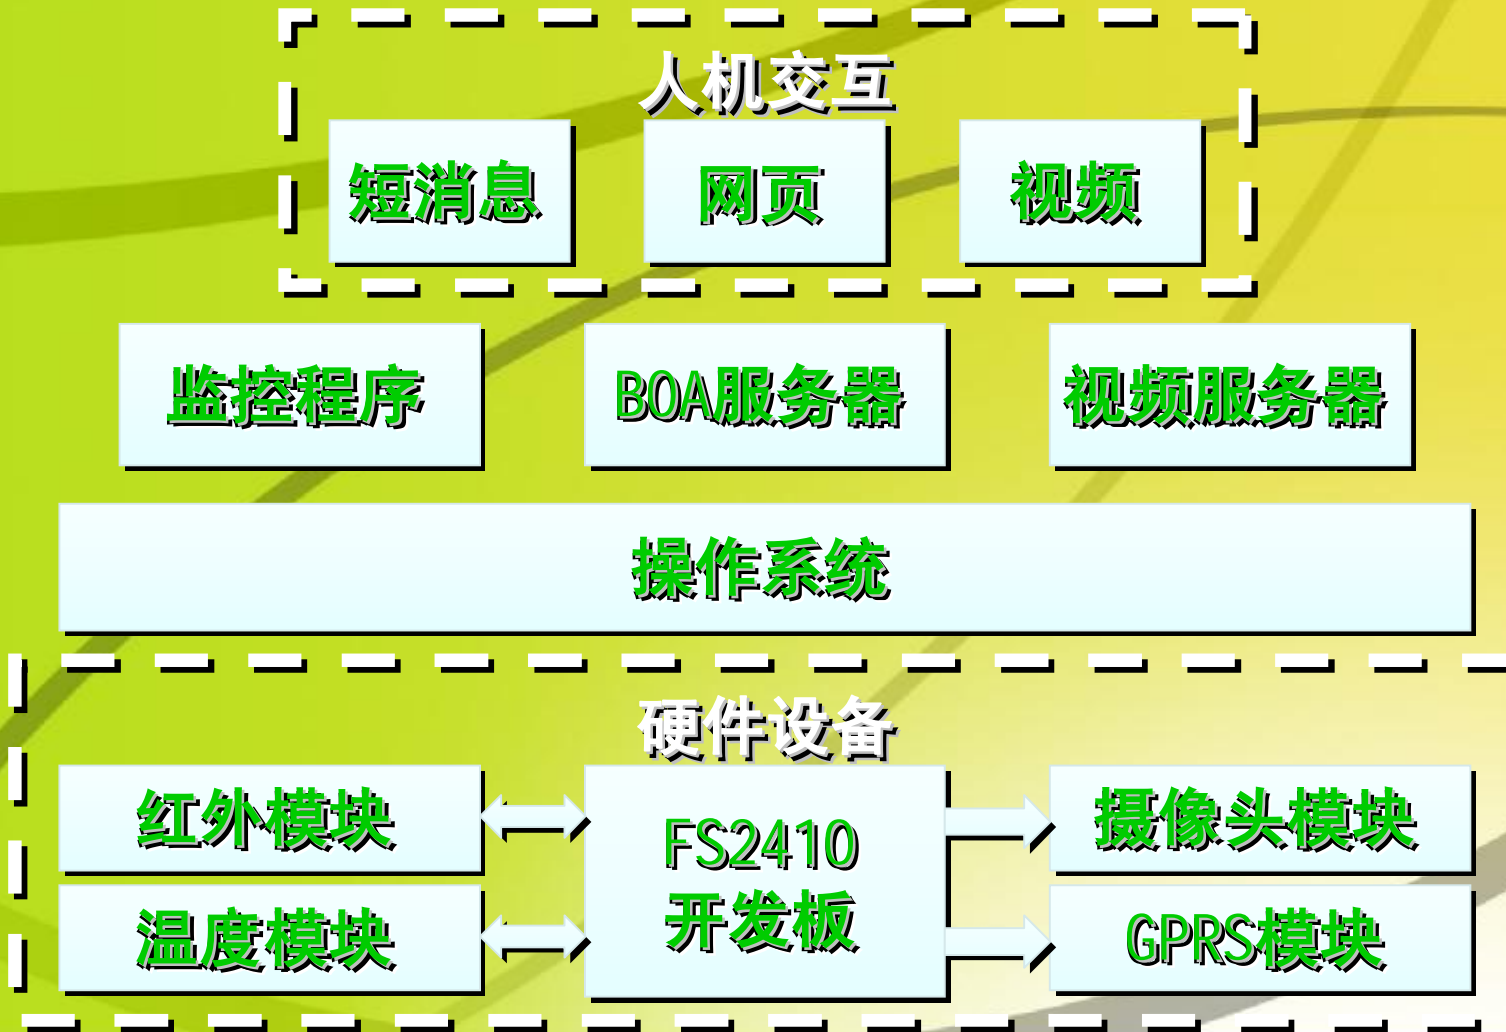 人机交互
短消息
网页
视频
监控程序
BOA服务器
视频服务器
操作系统
硬件设备
红外模块
FS2410
开发板
摄像头模块
温度模块
GPRS模块